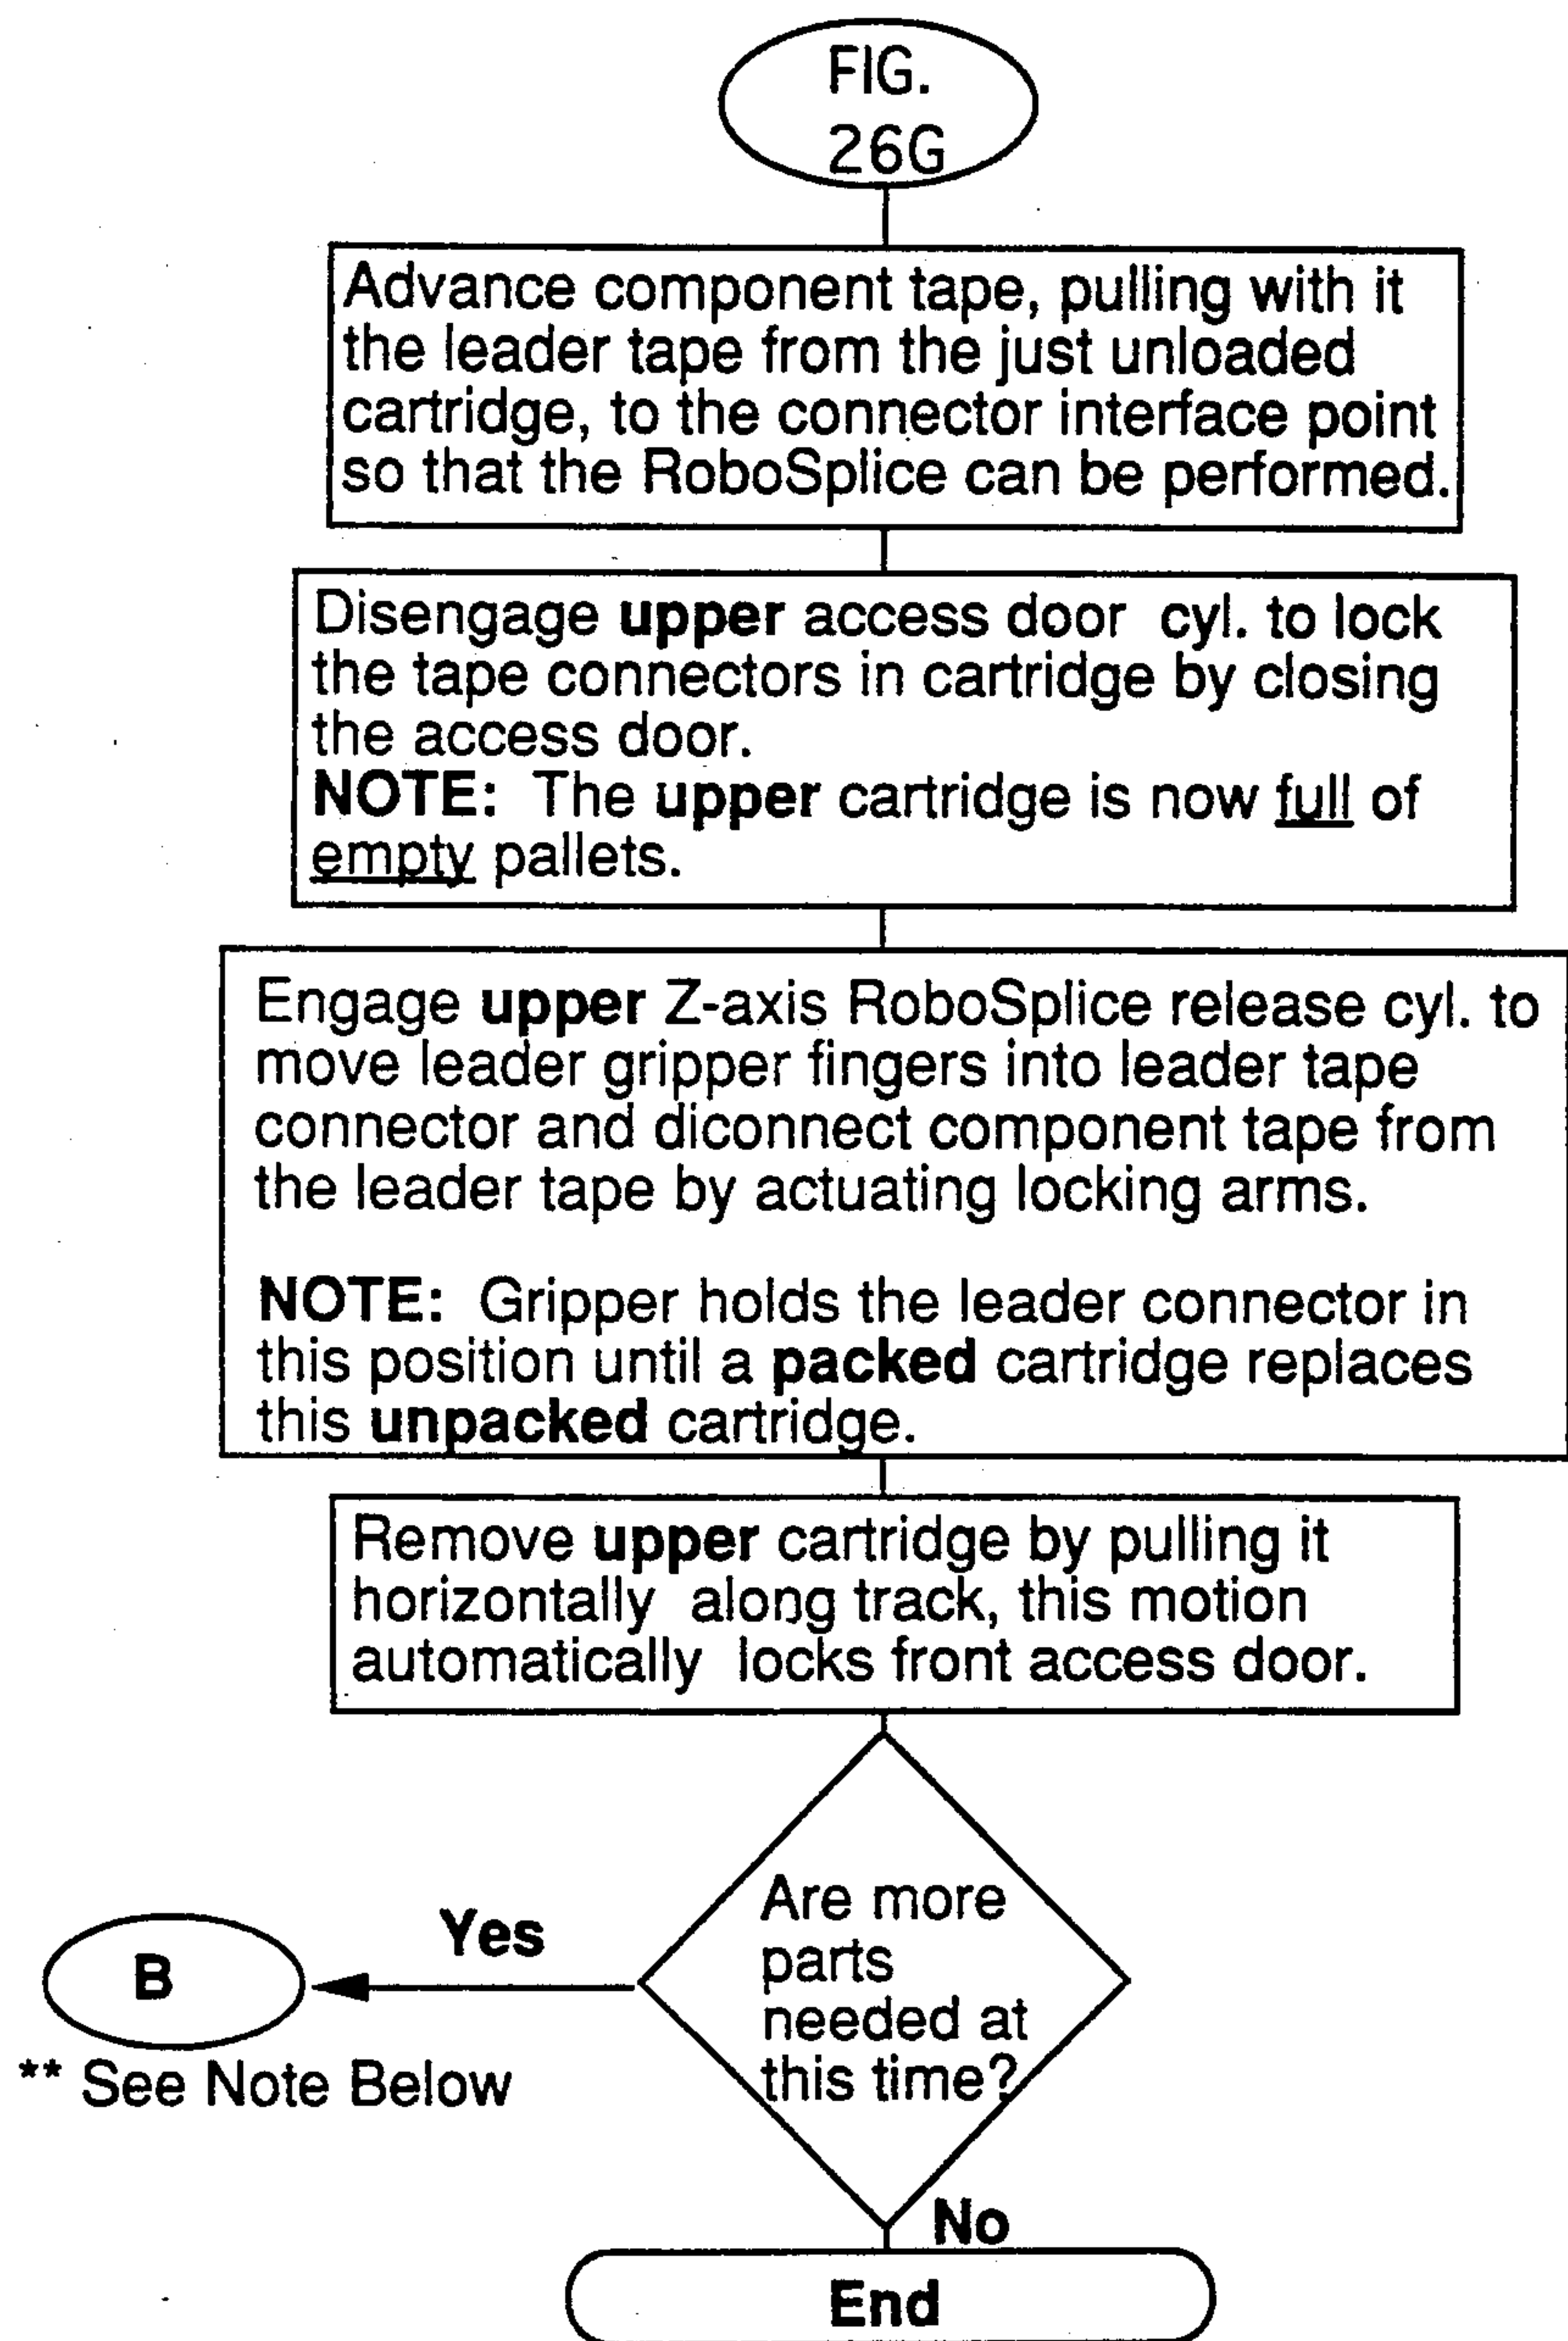 FIG.
26G
Advance component tape, pulling with it
the leader tape from the just unloaded
cartridge, to the connector interface point
so that the RoboSplice can be performed.
Disengage upper access door cyl. to lock
the tape connectors in cartridge by closing
the access door.
NOTE: The upper cartridge is now full of
empty pallets.
Engage upper Z-axis RoboSplice release cyl. to
move leader gripper fingers into leader tape
connector and diconnect component tape from
the leader tape by actuating locking arms.
NOTE: Gripper holds the leader connector in
this position until a packed cartridge replaces
this unpacked cartridge.
Remove upper cartridge by pulling it
horizontally along track, this motion
automatically locks front access door.
Are more
parts
needed at
this time?
Yes
B
** See Note Below
No
End